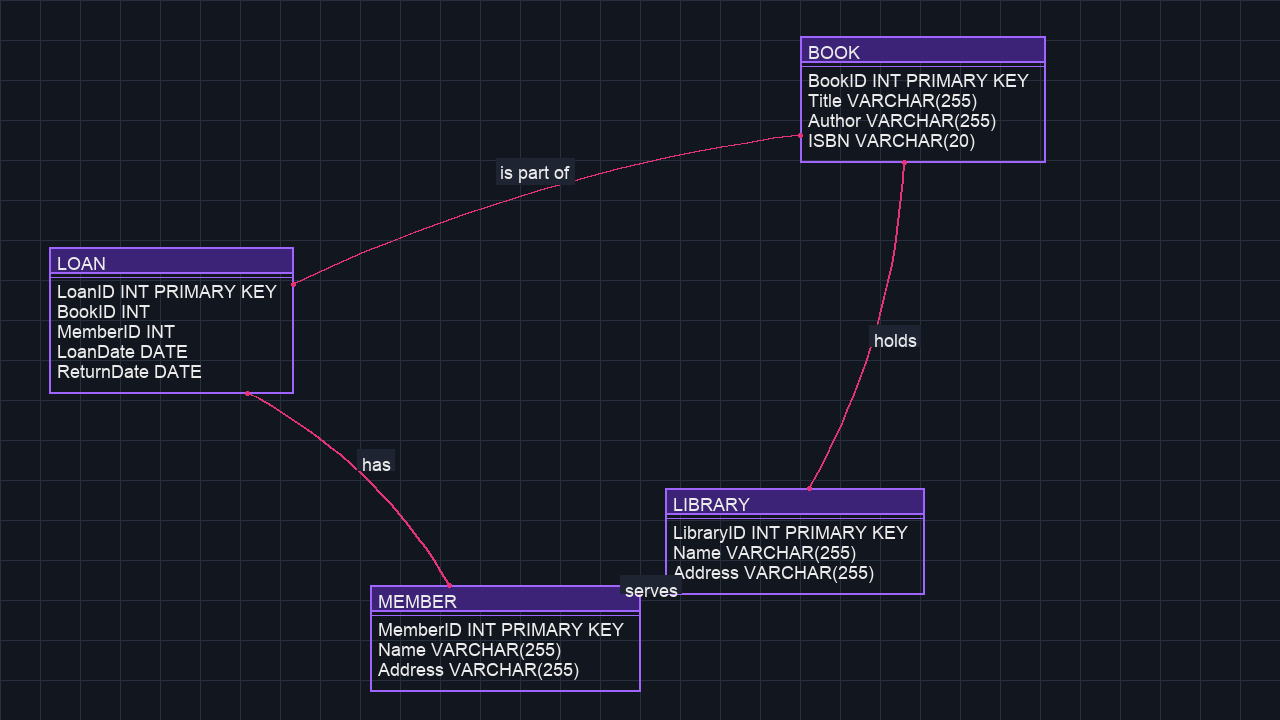 BOOK
BookID INT PRIMARY KEY
Title VARCHAR(255)
Author VARCHAR(255)
ISBN VARCHAR(20)
is part of
LOAN
LoanID INT PRIMARY KEY
BookID INT
MemberID INT
LoanDate DATE
ReturnDate DATE
holds
has
LIBRARY
LibraryID INT PRIMARY KEY
Name VARCHAR(255)
Address VARCHAR(255)
serves
MEMBER
MemberID INT PRIMARY KEY
Name VARCHAR(255)
Address VARCHAR(255)